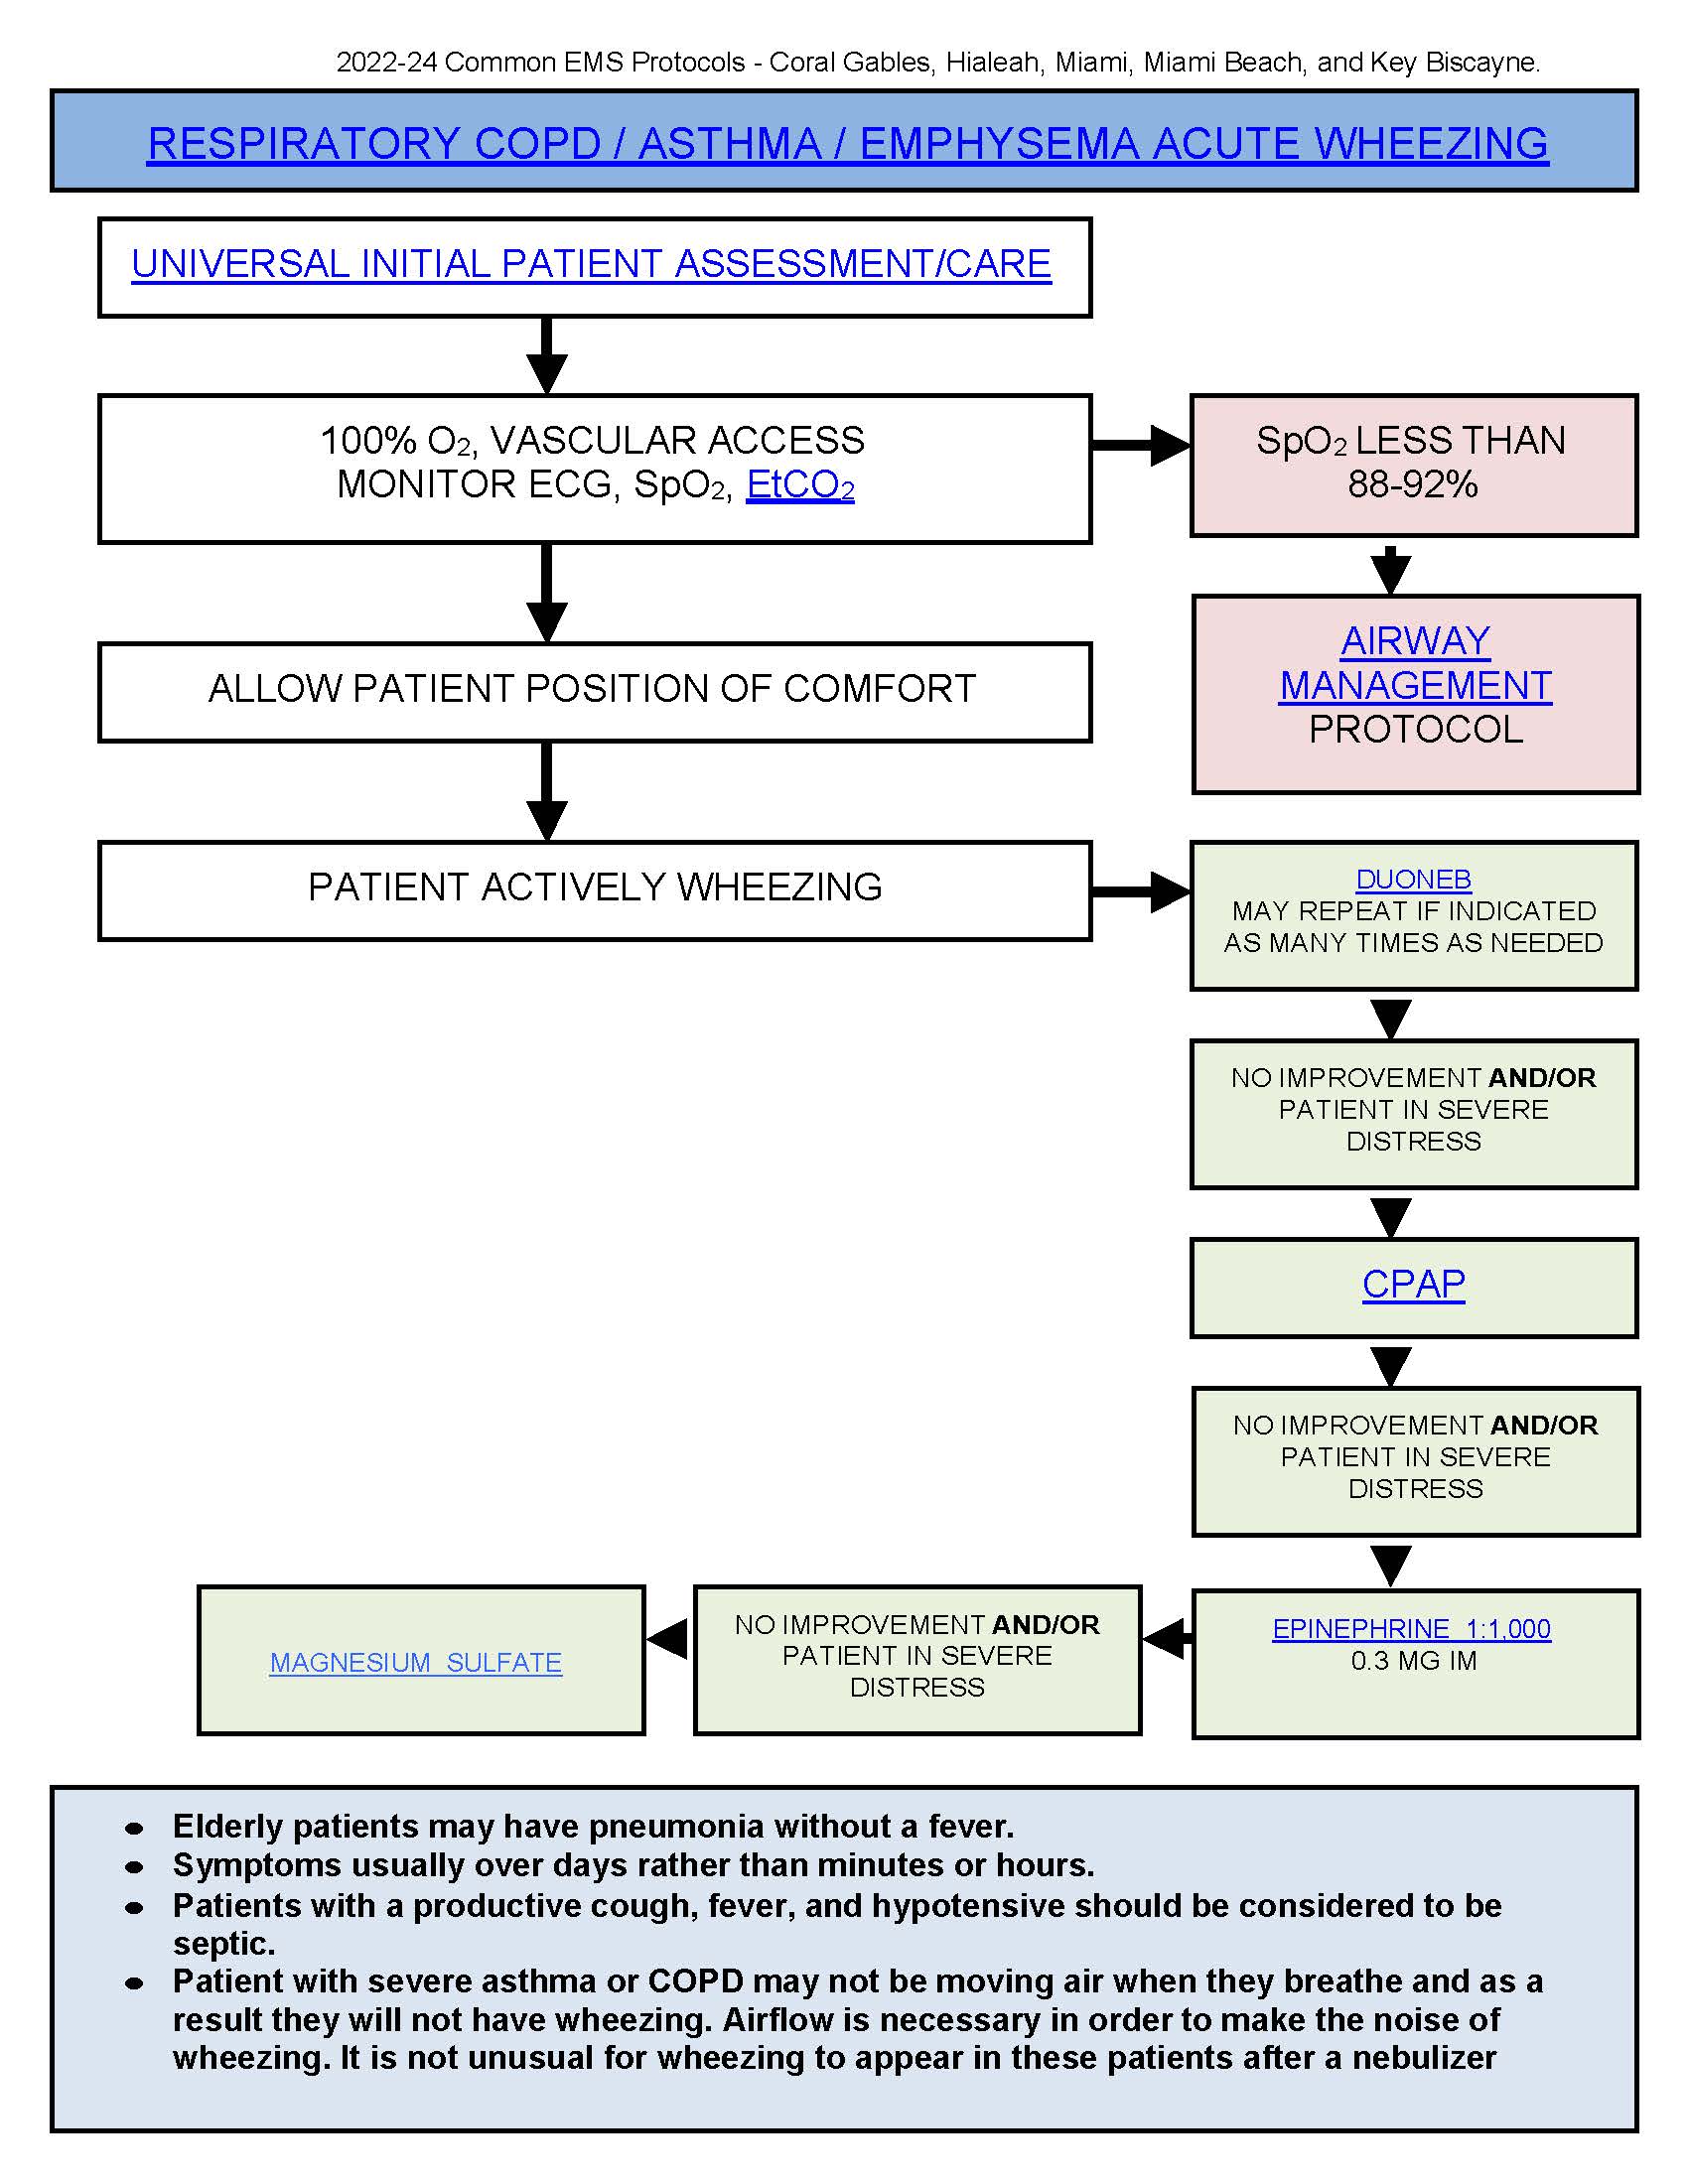 2022-24 Common EMS Protocols - Coral Gables, Hialeah, Miami, Miami Beach, and Key Biscayne.
RESPIRATORY COPD / ASTHMA / EMPHYSEMA ACUTE WHEEZING
UNIVERSAL INITIAL PATIENT ASSESSMENT/CARE
100% O₂, VASCULAR ACCESS
MONITOR ECG, SpO₂, EtCO₂
SpO₂ LESS THAN
88-92%
ALLOW PATIENT POSITION OF COMFORT
AIRWAY
MANAGEMENT
PROTOCOL
PATIENT ACTIVELY WHEEZING
DUONEB
MAY REPEAT IF INDICATED
AS MANY TIMES AS NEEDED
NO IMPROVEMENT AND/OR
PATIENT IN SEVERE
DISTRESS
CPAP
NO IMPROVEMENT AND/OR
PATIENT IN SEVERE
DISTRESS
EPINEPHRINE 1:1,000
0.3 MG IM
NO IMPROVEMENT AND/OR
PATIENT IN SEVERE
DISTRESS
MAGNESIUM SULFATE
• Elderly patients may have pneumonia without a fever.
• Symptoms usually over days rather than minutes or hours.
• Patients with a productive cough, fever, and hypotensive should be considered to be
septic.
• Patient with severe asthma or COPD may not be moving air when they breathe and as a
result they will not have wheezing. Airflow is necessary in order to make the noise of
wheezing. It is not unusual for wheezing to appear in these patients after a nebulizer